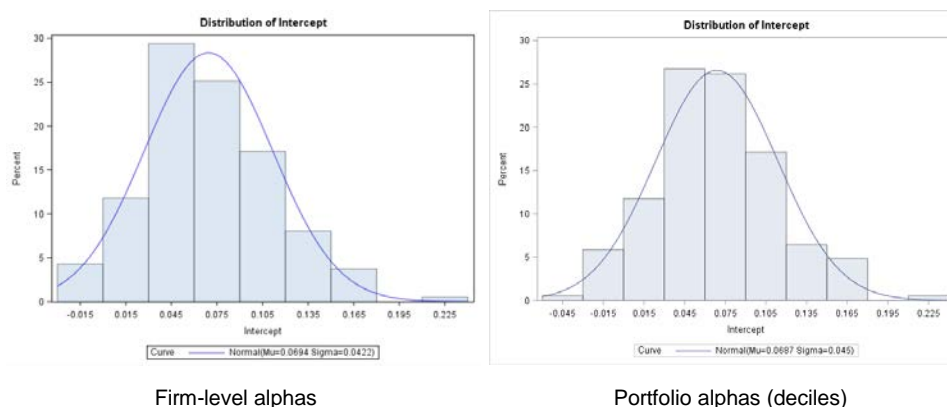 Distribution of Intercept
30
25
20
15
10
5
0
Percent
-0.015 0.015 0.045 0.075 0.105 0.135 0.165 0.195 0.225
Intercept
Curve Normal(Mu=0.0694 Sigma=0.0422)
Firm-level alphas
Distribution of Intercept
30
25
20
15
10
5
0
Percent
-0.045 -0.015 0.015 0.045 0.075 0.105 0.135 0.165 0.195 0.225
Intercept
Curve Normal(Mu=0.0687 Sigma=0.045)
Portfolio alphas (deciles)